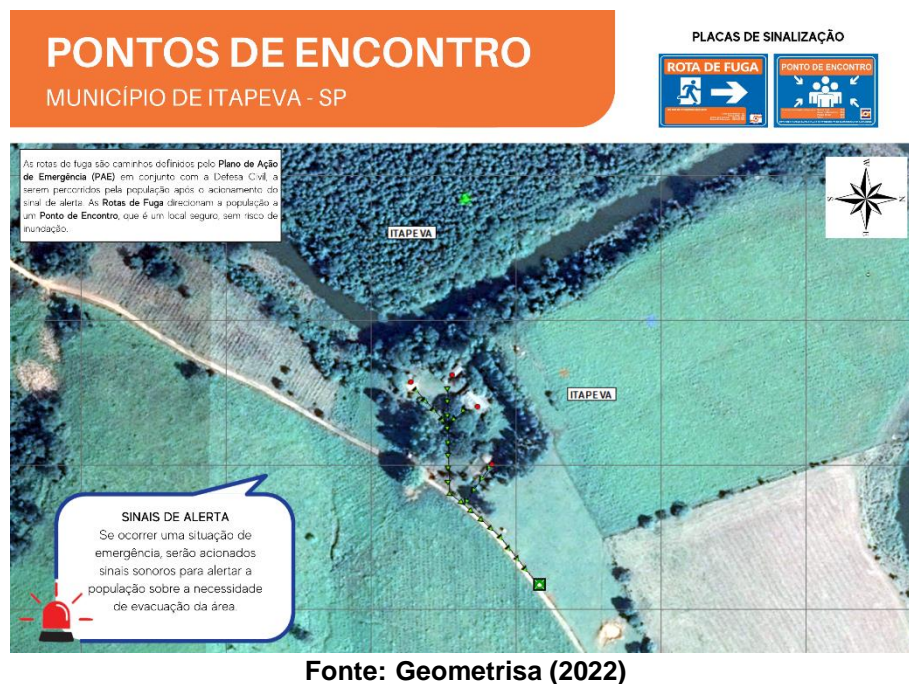 PONTOS DE ENCONTRO
MUNICÍPIO DE ITAPEVA - SP
PLACAS DE SINALIZAÇÃO
ROTA DE FUGA
PONTO DE ENCONTRO
As rotas de fuga são caminhos definidos pelo Plano de Ação
de Emergência (PAE) em conjunto com a Defesa Civil, a
serem percorridos pela população após o acionamento do
sinal de alerta. As Rotas de Fuga direcionam a população a
um Ponto de Encontro, que é um local seguro, sem risco de
inundação.
ITAPEVA
ITAPEVA
SINAIS DE ALERTA
Se ocorrer uma situação de
emergência, serão acionados
sinais sonoros para alertar a
população sobre a necessidade
de evacuação da área.
Fonte: Geometrisa (2022)